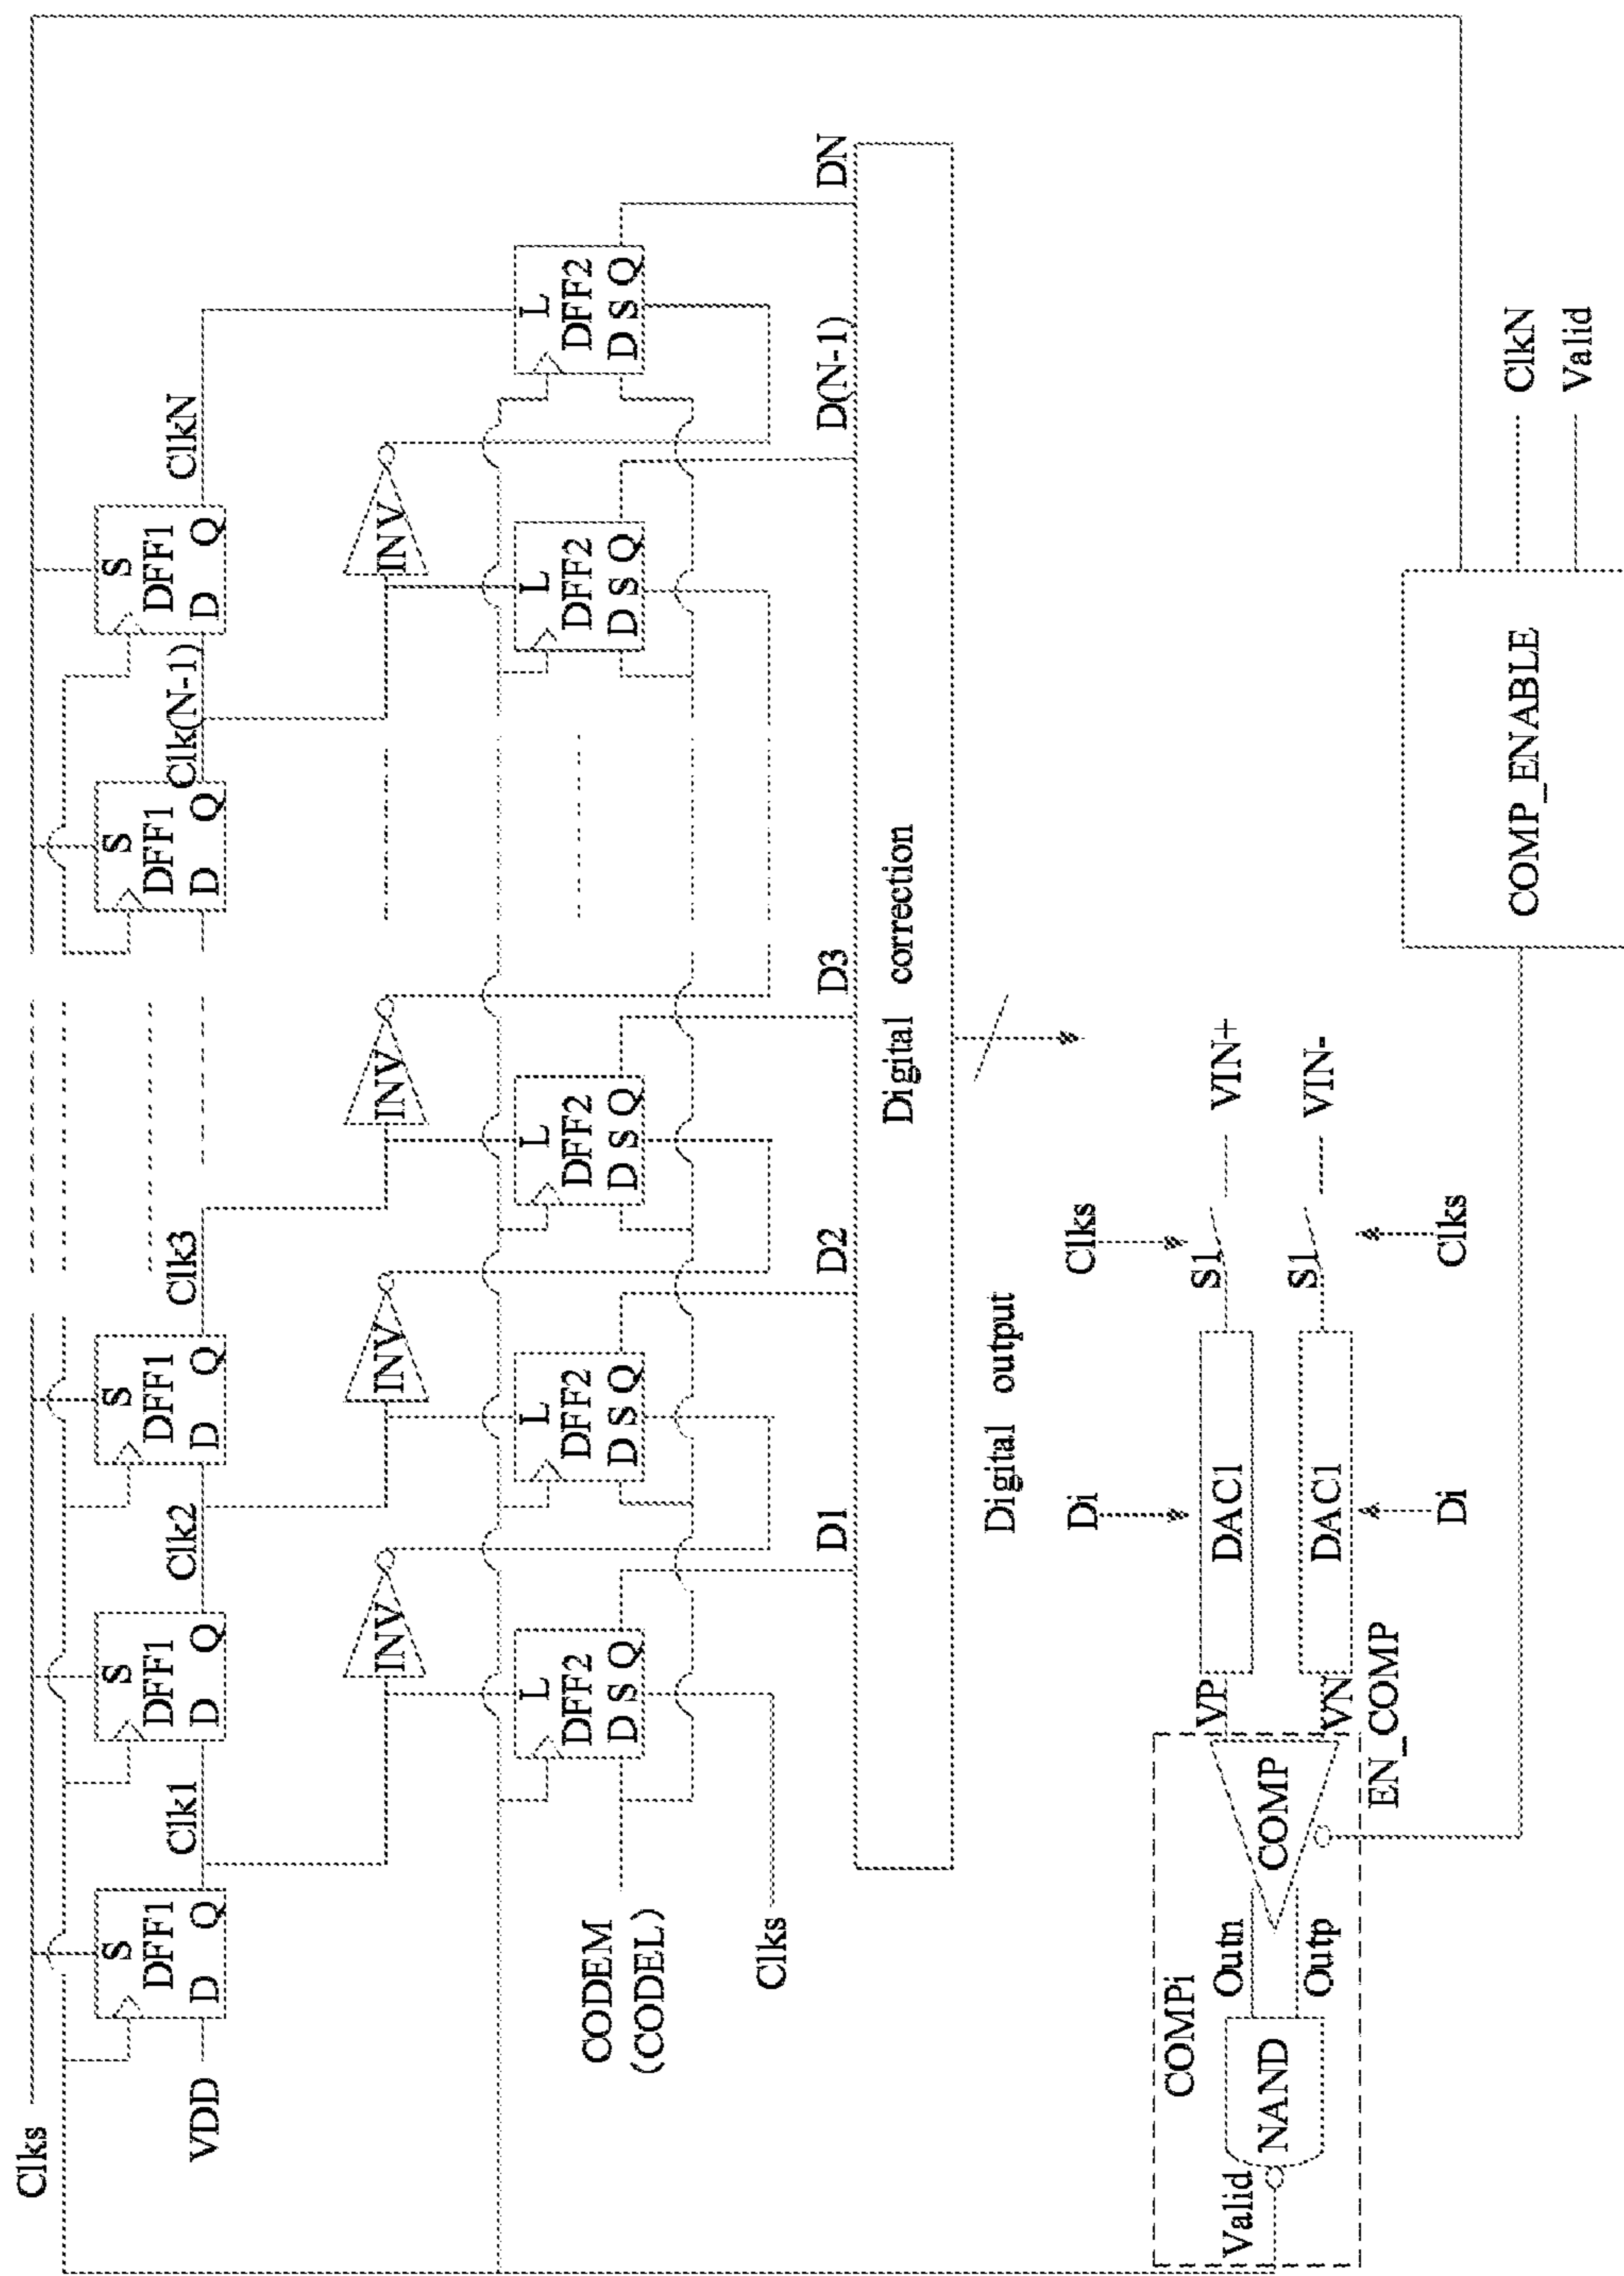 Clks
VDD
S
DFF1
D Q
Clk1
S
DFF1
D Q
Clk2
S
DFF1
D Q
Clk3
S
DFF1
D Q
Clk(N-1)
S
DFF1
D Q
ClkN
INV
INV
INV
INV
CODEM
(CODEL)
Clks
L
DFF2
D S Q
L
DFF2
D S Q
L
DFF2
D S Q
L
DFF2
D S Q
L
DFF2
D S Q
D1
D2
D3
D(N-1)
DN
Digital correction
Digital output
COMPi
Valid
NAND
Outn
Outp
COMP
VP
VN
EN_COMP
Di
DAC1
DAC1
Di
Clks
S1
VIN+
S1
VIN-
Clks
COMP_ENABLE
ClkN
Valid